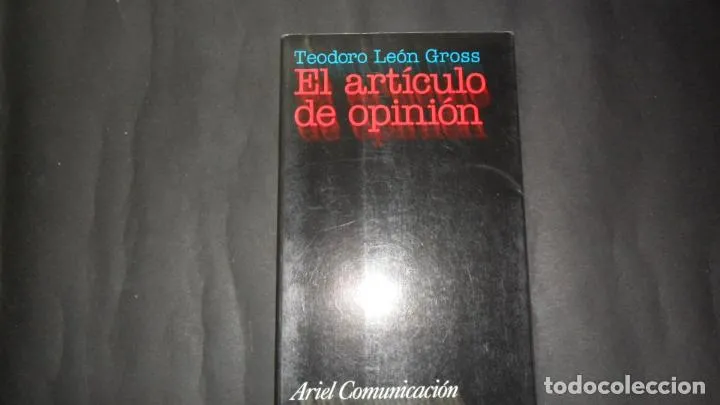 Teodoro León Gross
El artículo
de opinión
Ariel Comunicación
todocoleccion